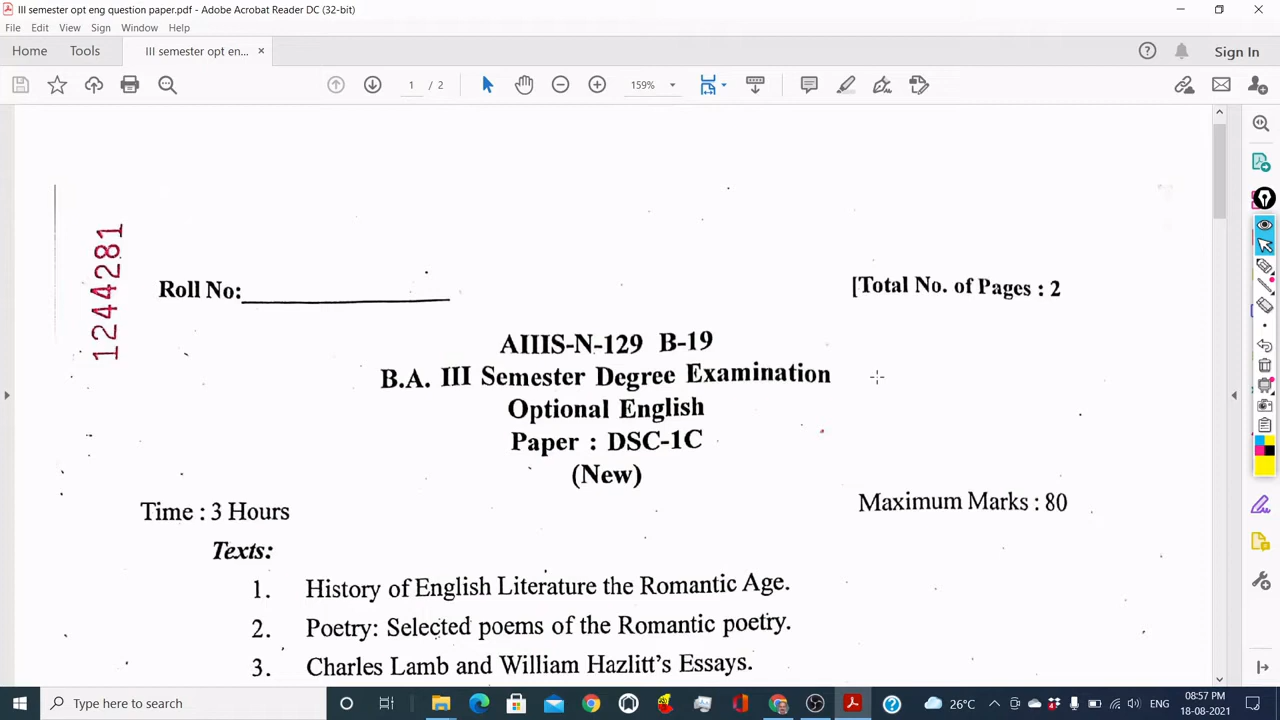 III semester opt eng question paper.pdf - Adobe Acrobat Reader DC (32-bit)
File Edit View Sign Window Help
Home Tools III semester opt en... × Sign In
1 / 2 159%
1244281
Roll No:
[Total No. of Pages : 2
AIIIS-N-129 B-19
B.A. III Semester Degree Examination
Optional English
Paper : DSC-1C
(New)
Time : 3 Hours
Maximum Marks : 80
Texts:
1. History of English Literature the Romantic Age.
2. Poetry: Selected poems of the Romantic poetry.
3. Charles Lamb and William Hazlitt's Essays.
Type here to search
26°C ENG 08:57 PM
18-08-2021